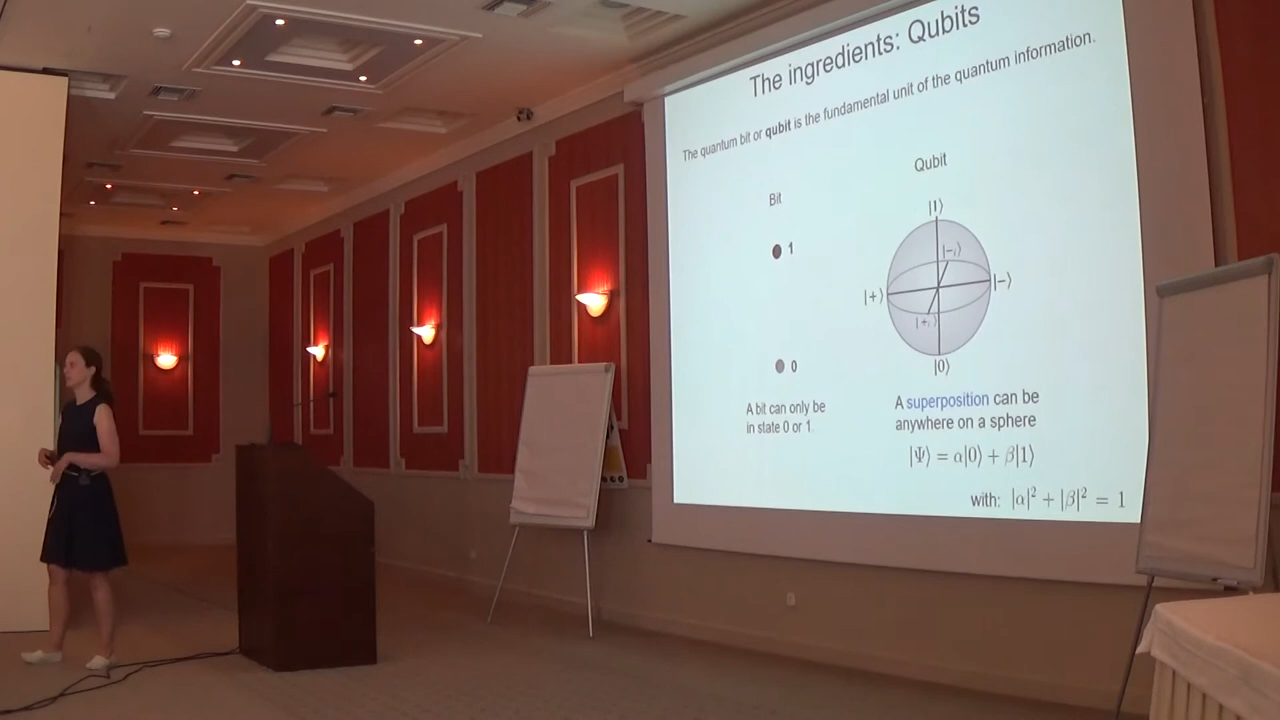 The ingredients: Qubits
The quantum bit or qubit is the fundamental unit of the quantum information.
Bit
1
0
A bit can only be
in state 0 or 1.
Qubit
|1⟩
|−ᵢ⟩
|+⟩
|−⟩
|+ᵢ⟩
|0⟩
A superposition can be
anywhere on a sphere
|Ψ⟩ = α|0⟩ + β|1⟩
with: |α|² + |β|² = 1